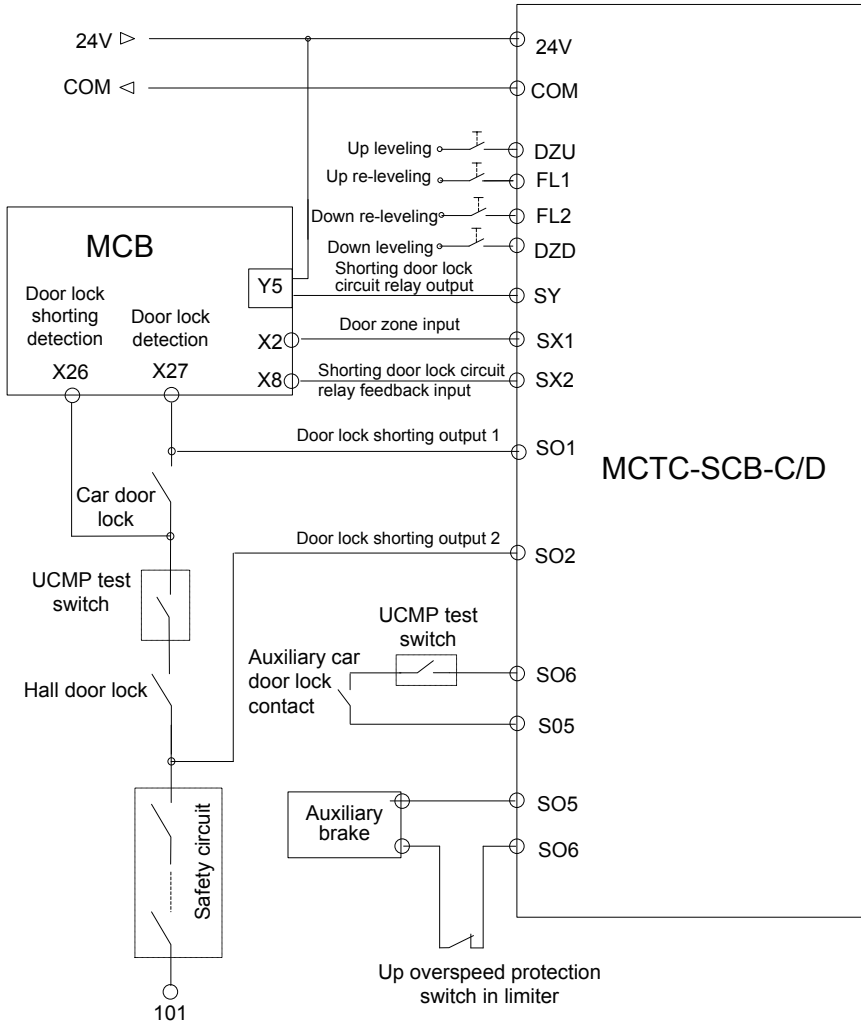 24V
COM
24V
COM
Up leveling
DZU
Up re-leveling
FL1
Down re-leveling
FL2
Down leveling
DZD
MCB
Y5
Shorting door lock
circuit relay output
SY
Door lock
shorting
detection
Door lock
detection
X2
Door zone input
SX1
X26
X27
X8
Shorting door lock circuit
relay feedback input
SX2
Door lock shorting output 1
SO1
MCTC-SCB-C/D
Car door
lock
Door lock shorting output 2
SO2
UCMP test
switch
UCMP test
switch
Auxiliary car
door lock
contact
SO6
S05
Hall door lock
Safety circuit
Auxiliary
brake
SO5
SO6
Up overspeed protection
switch in limiter
101